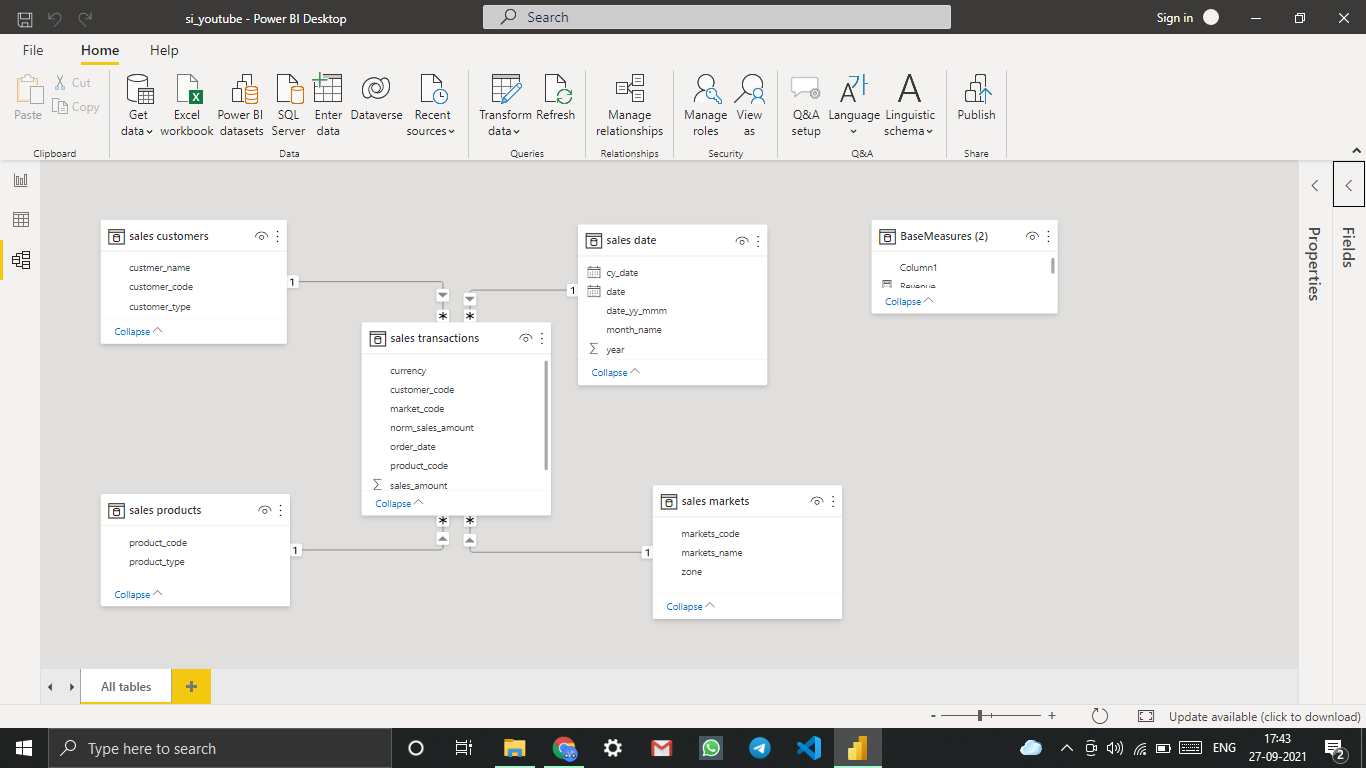 si_youtube - Power BI Desktop
Search
Sign in
File
Home
Help
Paste
Cut
Copy
Clipboard
Get
data
Excel
workbook
Power BI
datasets
SQL
Server
Enter
data
Dataverse
Recent
sources
Data
Transform
data
Refresh
Queries
Manage
relationships
Relationships
Manage
roles
View
as
Security
Q&A
setup
Language
Linguistic
schema
Q&A
Publish
Share
sales customers
custmer_name
customer_code
customer_type
Collapse
1
*
*
1
sales date
cy_date
date
date_yy_mmm
month_name
year
Collapse
BaseMeasures (2)
Column1
Revenue
Collapse
Properties
Fields
sales transactions
currency
customer_code
market_code
norm_sales_amount
order_date
product_code
sales_amount
Collapse
sales products
product_code
product_type
Collapse
1
*
*
1
sales markets
markets_code
markets_name
zone
Collapse
All tables
+
- +
Update available (click to download)
Type here to search
ENG
17:43
27-09-2021
2